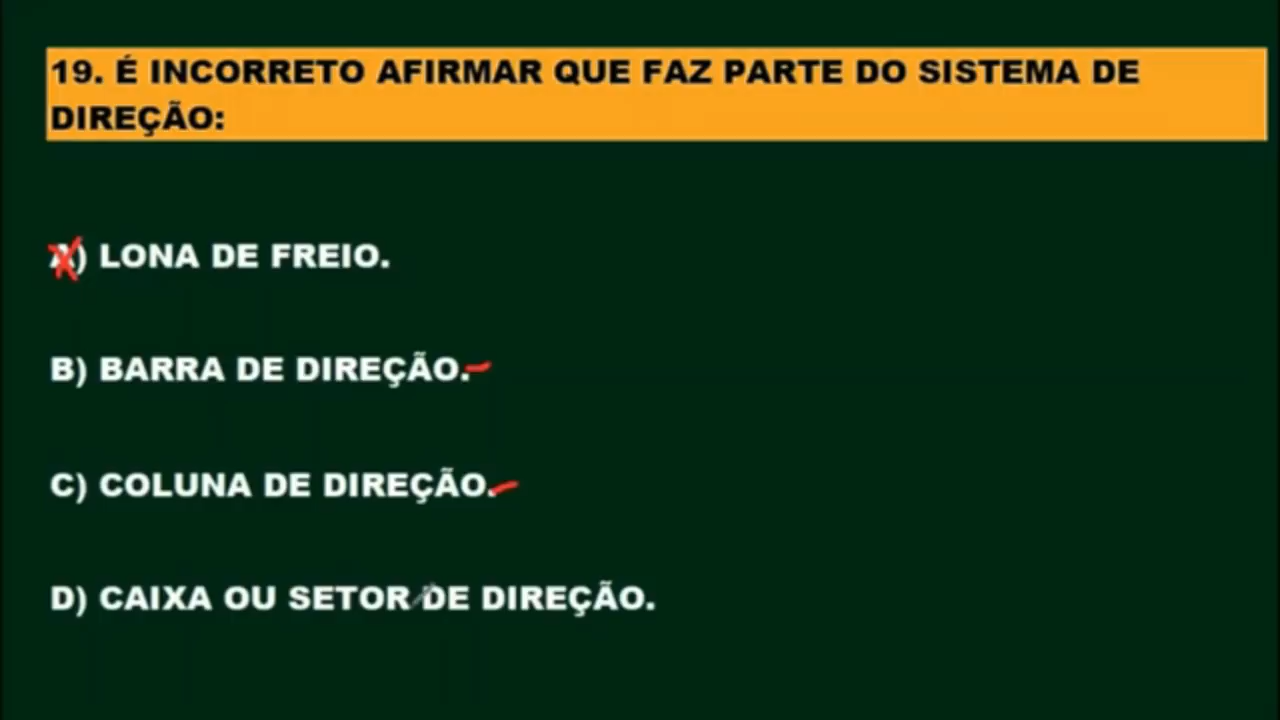 19. É INCORRETO AFIRMAR QUE FAZ PARTE DO SISTEMA DE
DIREÇÃO:
A) LONA DE FREIO.
B) BARRA DE DIREÇÃO.
C) COLUNA DE DIREÇÃO.
D) CAIXA OU SETOR DE DIREÇÃO.